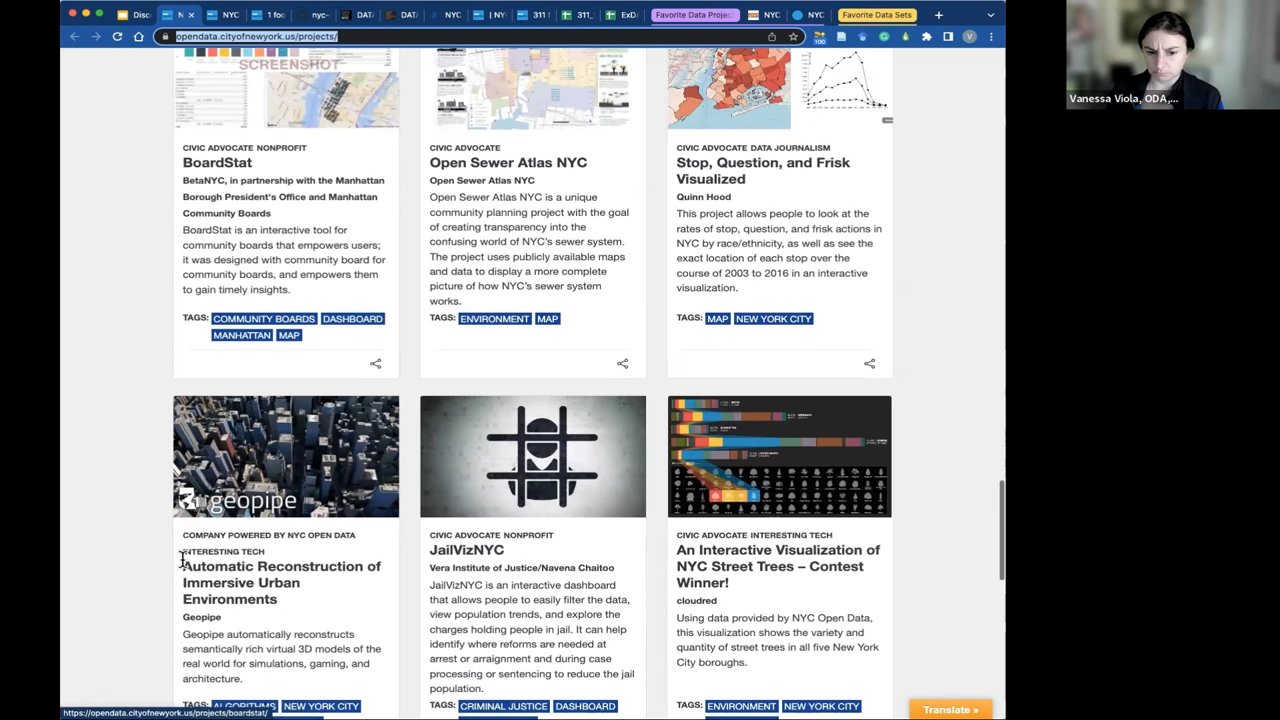 Disc
N
NYC
1 foo
nyc-
DATA
DATA
NYC
| NY
311 f
311_
ExDA
Favorite Data Projec
NYC
NYC
Favorite Data Sets
opendata.cityofnewyork.us/projects/
100
V
Vanessa Viola, ODA,...
SCREENSHOT
CIVIC ADVOCATE NONPROFIT
BoardStat
BetaNYC, in partnership with the Manhattan
Borough President's Office and Manhattan
Community Boards
BoardStat is an interactive tool for
community boards that empowers users;
it was designed with community board for
community boards, and empowers them
to gain timely insights.
TAGS: COMMUNITY BOARDS DASHBOARD
MANHATTAN MAP
CIVIC ADVOCATE
Open Sewer Atlas NYC
Open Sewer Atlas NYC
Open Sewer Atlas NYC is a unique
community planning project with the goal
of creating transparency into the
confusing world of NYC's sewer system.
The project uses publicly available maps
and data to display a more complete
picture of how NYC's sewer system
works.
TAGS: ENVIRONMENT MAP
CIVIC ADVOCATE DATA JOURNALISM
Stop, Question, and Frisk
Visualized
Quinn Hood
This project allows people to look at the
rates of stop, question, and frisk actions in
NYC by race/ethnicity, as well as see the
exact location of each stop over the
course of 2003 to 2016 in an interactive
visualization.
TAGS: MAP NEW YORK CITY
geopipe
COMPANY POWERED BY NYC OPEN DATA
INTERESTING TECH
Automatic Reconstruction of
Immersive Urban
Environments
Geopipe
Geopipe automatically reconstructs
semantically rich virtual 3D models of the
real world for simulations, gaming, and
architecture.
TAGS: ALGORITHMS NEW YORK CITY
CIVIC ADVOCATE NONPROFIT
JailVizNYC
Vera Institute of Justice/Navena Chaitoo
JailVizNYC is an interactive dashboard
that allows people to easily filter the data,
view population trends, and explore the
charges holding people in jail. It can help
identify where reforms are needed at
arrest or arraignment and during case
processing or sentencing to reduce the jail
population.
TAGS: CRIMINAL JUSTICE DASHBOARD
CIVIC ADVOCATE INTERESTING TECH
An Interactive Visualization of
NYC Street Trees – Contest
Winner!
cloudred
Using data provided by NYC Open Data,
this visualization shows the variety and
quantity of street trees in all five New York
City boroughs.
TAGS: ENVIRONMENT NEW YORK CITY
https://opendata.cityofnewyork.us/projects/boardstat/
Translate »